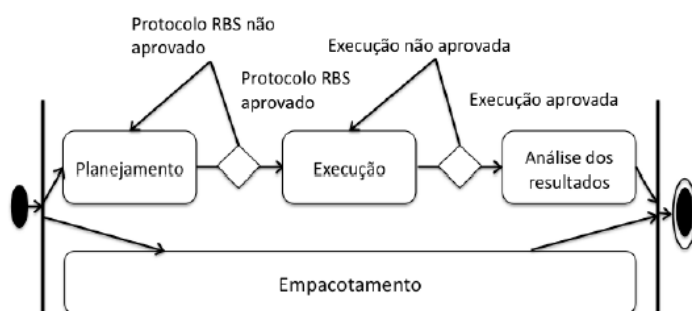 Protocolo RBS não
aprovado
Execução não aprovada
Protocolo RBS
aprovado
Execução aprovada
Planejamento
Execução
Análise dos
resultados
Empacotamento